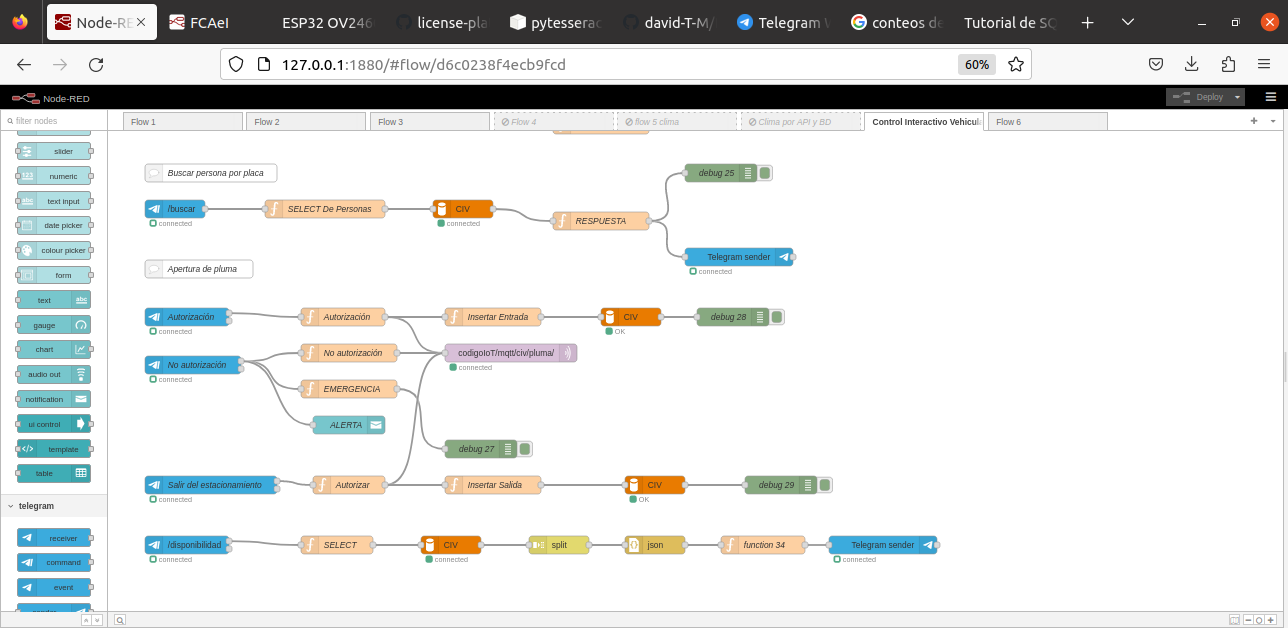 Node-RE
FCAeI
ESP32 OV246
license-pla
pytesserac
david-T-M/
Telegram
conteos de
Tutorial de SQ
127.0.0.1:1880/#flow/d6c0238f4ecb9fcd
60%
Node-RED
Deploy
filter nodes
Flow 1
Flow 2
Flow 3
Flow 4
flow 5 clima
Clima por API y BD
Control Interactivo Vehicula
Flow 6
slider
numeric
text input
date picker
colour picker
form
text
gauge
chart
audio out
notification
ui control
template
table
telegram
receiver
command
event
Buscar persona por placa
debug 25
/buscar
SELECT De Personas
CIV
RESPUESTA
connected
connected
Telegram sender
connected
Apertura de pluma
Autorización
Autorización
Insertar Entrada
CIV
debug 28
connected
OK
No autorización
No autorización
codigoIoT/mqtt/civ/pluma/
connected
connected
EMERGENCIA
ALERTA
debug 27
Salir del estacionamiento
Autorizar
Insertar Salida
CIV
debug 29
connected
OK
/disponibilidad
SELECT
CIV
split
json
function 34
Telegram sender
connected
connected
connected